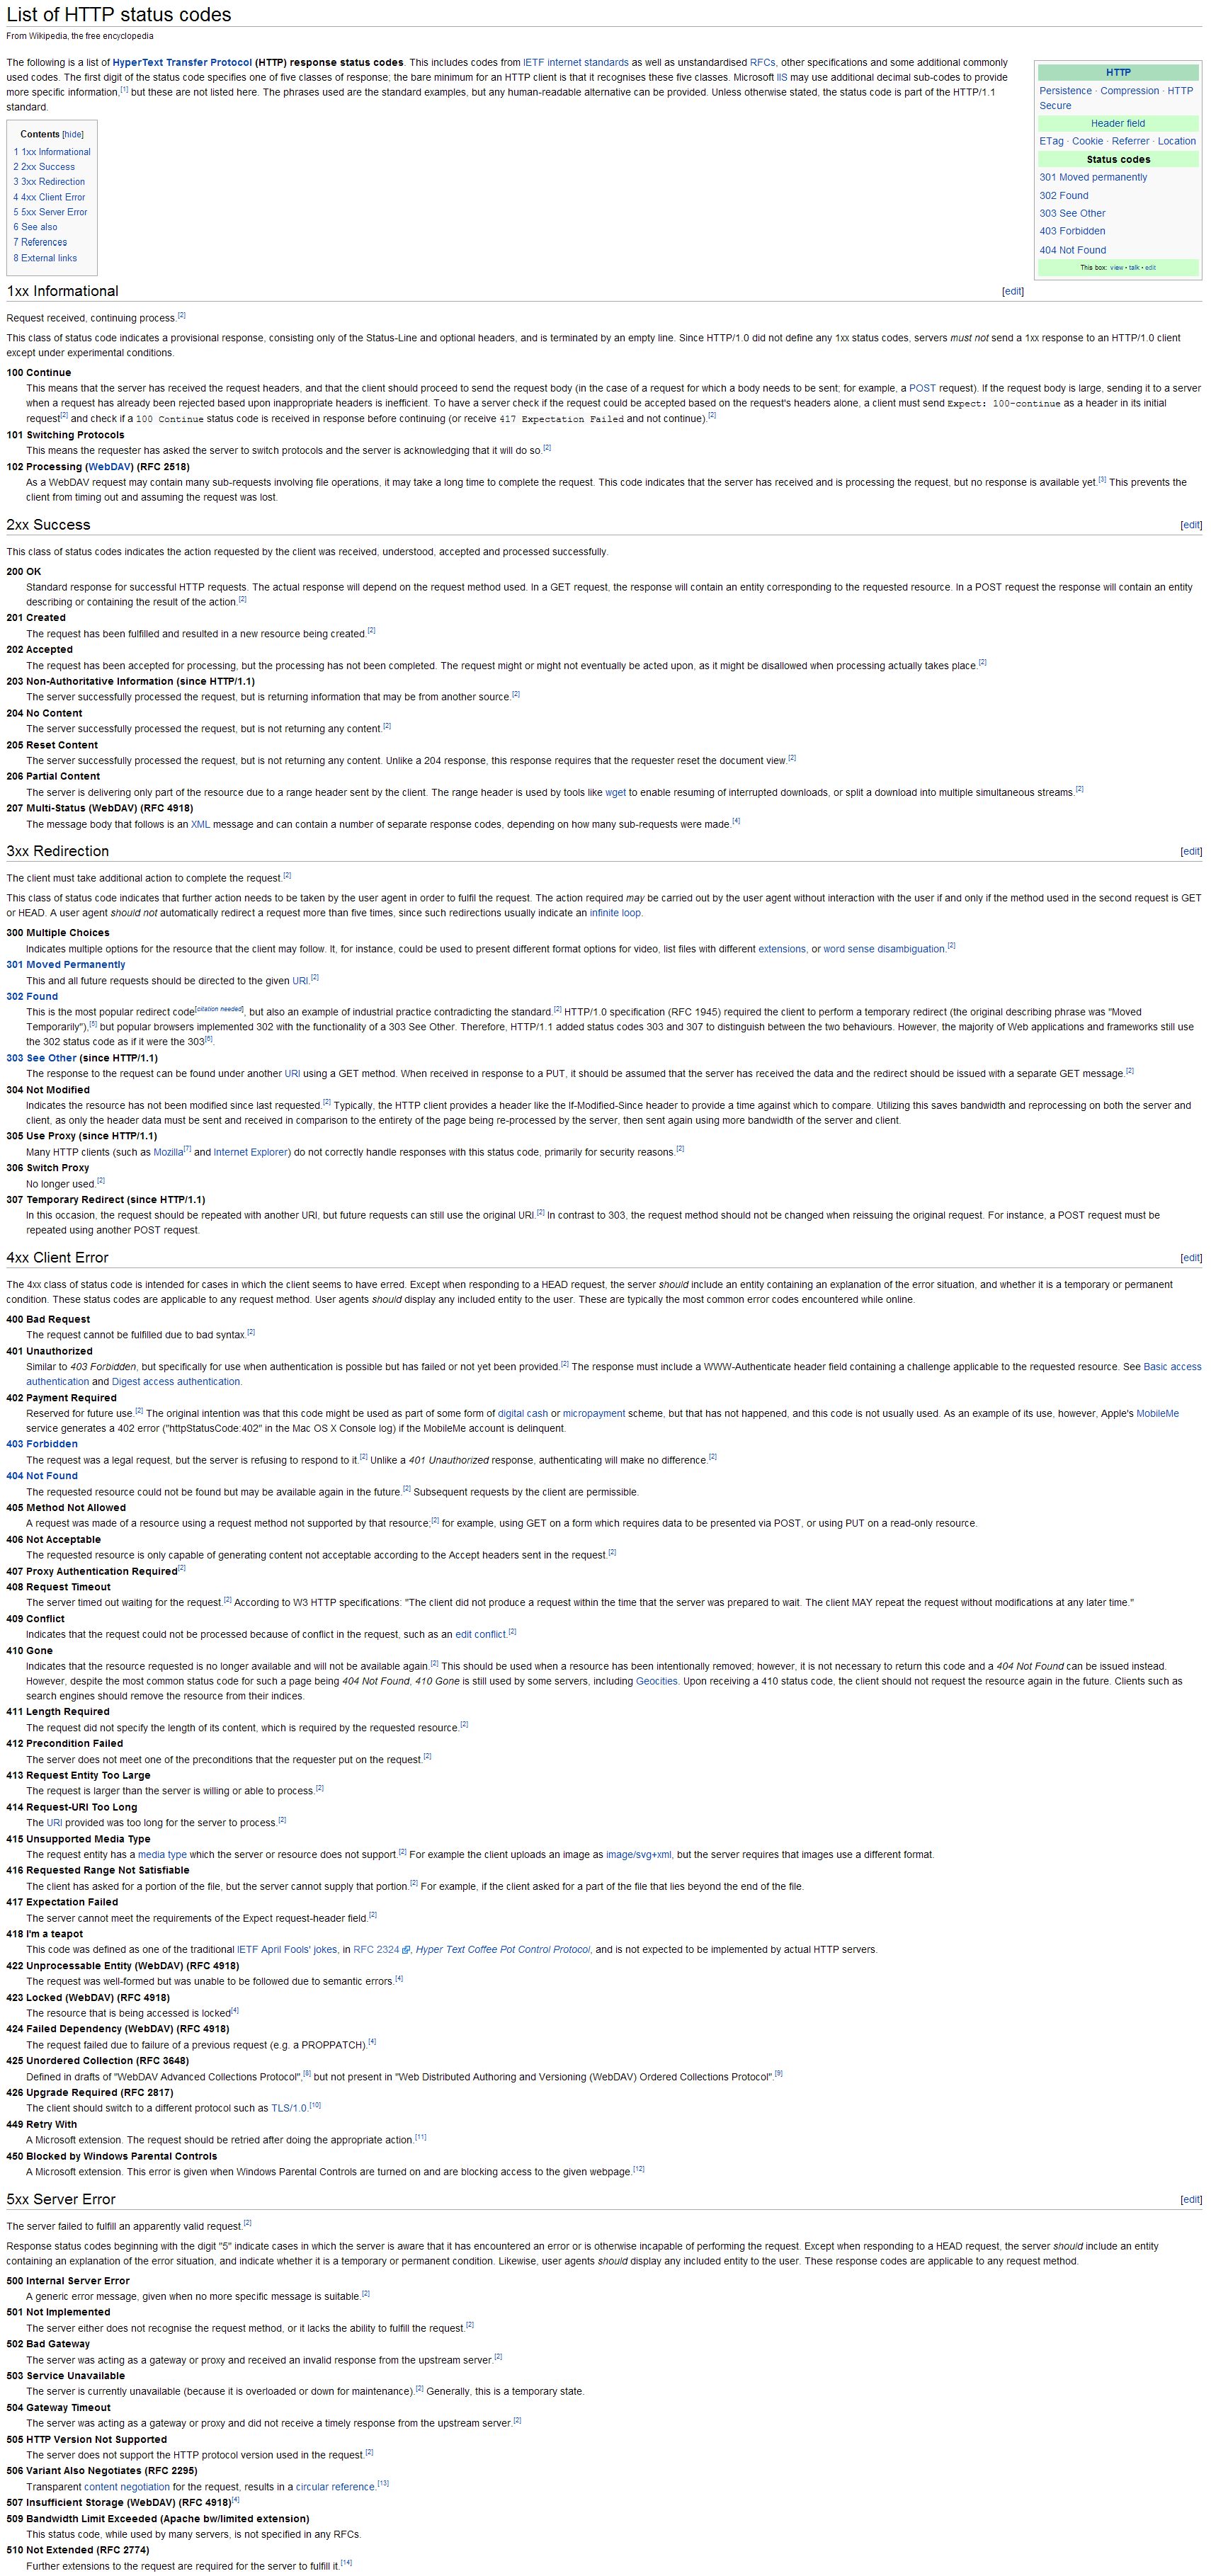 List of HTTP status codes
From Wikipedia, the free encyclopedia
The following is a list of HyperText Transfer Protocol (HTTP) response status codes. This includes codes from IETF internet standards as well as unstandardised RFCs, other specifications and some additional commonly
used codes. The first digit of the status code specifies one of five classes of response; the bare minimum for an HTTP client is that it recognises these five classes. Microsoft IIS may use additional decimal sub-codes to provide
more specific information,[1] but these are not listed here. The phrases used are the standard examples, but any human-readable alternative can be provided. Unless otherwise stated, the status code is part of the HTTP/1.1
standard.
HTTP
Persistence · Compression · HTTP
Secure
Header field
ETag · Cookie · Referrer · Location
Status codes
301 Moved permanently
302 Found
303 See Other
403 Forbidden
404 Not Found
This box: view • talk • edit
Contents [hide]
1 1xx Informational
2 2xx Success
3 3xx Redirection
4 4xx Client Error
5 5xx Server Error
6 See also
7 References
8 External links
1xx Informational [edit]
Request received, continuing process.[2]
This class of status code indicates a provisional response, consisting only of the Status-Line and optional headers, and is terminated by an empty line. Since HTTP/1.0 did not define any 1xx status codes, servers must not send a 1xx response to an HTTP/1.0 client
except under experimental conditions.
100 Continue
This means that the server has received the request headers, and that the client should proceed to send the request body (in the case of a request for which a body needs to be sent; for example, a POST request). If the request body is large, sending it to a server
when a request has already been rejected based upon inappropriate headers is inefficient. To have a server check if the request could be accepted based on the request's headers alone, a client must send Expect: 100-continue as a header in its initial
request[2] and check if a 100 Continue status code is received in response before continuing (or receive 417 Expectation Failed and not continue).[2]
101 Switching Protocols
This means the requester has asked the server to switch protocols and the server is acknowledging that it will do so.[2]
102 Processing (WebDAV) (RFC 2518)
As a WebDAV request may contain many sub-requests involving file operations, it may take a long time to complete the request. This code indicates that the server has received and is processing the request, but no response is available yet.[3] This prevents the
client from timing out and assuming the request was lost.
2xx Success [edit]
This class of status codes indicates the action requested by the client was received, understood, accepted and processed successfully.
200 OK
Standard response for successful HTTP requests. The actual response will depend on the request method used. In a GET request, the response will contain an entity corresponding to the requested resource. In a POST request the response will contain an entity
describing or containing the result of the action.[2]
201 Created
The request has been fulfilled and resulted in a new resource being created.[2]
202 Accepted
The request has been accepted for processing, but the processing has not been completed. The request might or might not eventually be acted upon, as it might be disallowed when processing actually takes place.[2]
203 Non-Authoritative Information (since HTTP/1.1)
The server successfully processed the request, but is returning information that may be from another source.[2]
204 No Content
The server successfully processed the request, but is not returning any content.[2]
205 Reset Content
The server successfully processed the request, but is not returning any content. Unlike a 204 response, this response requires that the requester reset the document view.[2]
206 Partial Content
The server is delivering only part of the resource due to a range header sent by the client. The range header is used by tools like wget to enable resuming of interrupted downloads, or split a download into multiple simultaneous streams.[2]
207 Multi-Status (WebDAV) (RFC 4918)
The message body that follows is an XML message and can contain a number of separate response codes, depending on how many sub-requests were made.[4]
3xx Redirection [edit]
The client must take additional action to complete the request.[2]
This class of status code indicates that further action needs to be taken by the user agent in order to fulfil the request. The action required may be carried out by the user agent without interaction with the user if and only if the method used in the second request is GET
or HEAD. A user agent should not automatically redirect a request more than five times, since such redirections usually indicate an infinite loop.
300 Multiple Choices
Indicates multiple options for the resource that the client may follow. It, for instance, could be used to present different format options for video, list files with different extensions, or word sense disambiguation.[2]
301 Moved Permanently
This and all future requests should be directed to the given URI.[2]
302 Found
This is the most popular redirect code[citation needed], but also an example of industrial practice contradicting the standard.[2] HTTP/1.0 specification (RFC 1945) required the client to perform a temporary redirect (the original describing phrase was "Moved
Temporarily"),[5] but popular browsers implemented 302 with the functionality of a 303 See Other. Therefore, HTTP/1.1 added status codes 303 and 307 to distinguish between the two behaviours. However, the majority of Web applications and frameworks still use
the 302 status code as if it were the 303[6].
303 See Other (since HTTP/1.1)
The response to the request can be found under another URI using a GET method. When received in response to a PUT, it should be assumed that the server has received the data and the redirect should be issued with a separate GET message.[2]
304 Not Modified
Indicates the resource has not been modified since last requested.[2] Typically, the HTTP client provides a header like the If-Modified-Since header to provide a time against which to compare. Utilizing this saves bandwidth and reprocessing on both the server and
client, as only the header data must be sent and received in comparison to the entirety of the page being re-processed by the server, then sent again using more bandwidth of the server and client.
305 Use Proxy (since HTTP/1.1)
Many HTTP clients (such as Mozilla[7] and Internet Explorer) do not correctly handle responses with this status code, primarily for security reasons.[2]
306 Switch Proxy
No longer used.[2]
307 Temporary Redirect (since HTTP/1.1)
In this occasion, the request should be repeated with another URI, but future requests can still use the original URI.[2] In contrast to 303, the request method should not be changed when reissuing the original request. For instance, a POST request must be
repeated using another POST request.
4xx Client Error [edit]
The 4xx class of status code is intended for cases in which the client seems to have erred. Except when responding to a HEAD request, the server should include an entity containing an explanation of the error situation, and whether it is a temporary or permanent
condition. These status codes are applicable to any request method. User agents should display any included entity to the user. These are typically the most common error codes encountered while online.
400 Bad Request
The request cannot be fulfilled due to bad syntax.[2]
401 Unauthorized
Similar to 403 Forbidden, but specifically for use when authentication is possible but has failed or not yet been provided.[2] The response must include a WWW-Authenticate header field containing a challenge applicable to the requested resource. See Basic access
authentication and Digest access authentication.
402 Payment Required
Reserved for future use.[2] The original intention was that this code might be used as part of some form of digital cash or micropayment scheme, but that has not happened, and this code is not usually used. As an example of its use, however, Apple's MobileMe
service generates a 402 error ("httpStatusCode:402" in the Mac OS X Console log) if the MobileMe account is delinquent.
403 Forbidden
The request was a legal request, but the server is refusing to respond to it.[2] Unlike a 401 Unauthorized response, authenticating will make no difference.[2]
404 Not Found
The requested resource could not be found but may be available again in the future.[2] Subsequent requests by the client are permissible.
405 Method Not Allowed
A request was made of a resource using a request method not supported by that resource;[2] for example, using GET on a form which requires data to be presented via POST, or using PUT on a read-only resource.
406 Not Acceptable
The requested resource is only capable of generating content not acceptable according to the Accept headers sent in the request.[2]
407 Proxy Authentication Required[2]
408 Request Timeout
The server timed out waiting for the request.[2] According to W3 HTTP specifications: "The client did not produce a request within the time that the server was prepared to wait. The client MAY repeat the request without modifications at any later time."
409 Conflict
Indicates that the request could not be processed because of conflict in the request, such as an edit conflict.[2]
410 Gone
Indicates that the resource requested is no longer available and will not be available again.[2] This should be used when a resource has been intentionally removed; however, it is not necessary to return this code and a 404 Not Found can be issued instead.
However, despite the most common status code for such a page being 404 Not Found, 410 Gone is still used by some servers, including Geocities. Upon receiving a 410 status code, the client should not request the resource again in the future. Clients such as
search engines should remove the resource from their indices.
411 Length Required
The request did not specify the length of its content, which is required by the requested resource.[2]
412 Precondition Failed
The server does not meet one of the preconditions that the requester put on the request.[2]
413 Request Entity Too Large
The request is larger than the server is willing or able to process.[2]
414 Request-URI Too Long
The URI provided was too long for the server to process.[2]
415 Unsupported Media Type
The request entity has a media type which the server or resource does not support.[2] For example the client uploads an image as image/svg+xml, but the server requires that images use a different format.
416 Requested Range Not Satisfiable
The client has asked for a portion of the file, but the server cannot supply that portion.[2] For example, if the client asked for a part of the file that lies beyond the end of the file.
417 Expectation Failed
The server cannot meet the requirements of the Expect request-header field.[2]
418 I'm a teapot
This code was defined as one of the traditional IETF April Fools' jokes, in RFC 2324, Hyper Text Coffee Pot Control Protocol, and is not expected to be implemented by actual HTTP servers.
422 Unprocessable Entity (WebDAV) (RFC 4918)
The request was well-formed but was unable to be followed due to semantic errors.[4]
423 Locked (WebDAV) (RFC 4918)
The resource that is being accessed is locked[4]
424 Failed Dependency (WebDAV) (RFC 4918)
The request failed due to failure of a previous request (e.g. a PROPPATCH).[4]
425 Unordered Collection (RFC 3648)
Defined in drafts of "WebDAV Advanced Collections Protocol",[8] but not present in "Web Distributed Authoring and Versioning (WebDAV) Ordered Collections Protocol".[9]
426 Upgrade Required (RFC 2817)
The client should switch to a different protocol such as TLS/1.0.[10]
449 Retry With
A Microsoft extension. The request should be retried after doing the appropriate action.[11]
450 Blocked by Windows Parental Controls
A Microsoft extension. This error is given when Windows Parental Controls are turned on and are blocking access to the given webpage.[12]
5xx Server Error [edit]
The server failed to fulfill an apparently valid request.[2]
Response status codes beginning with the digit "5" indicate cases in which the server is aware that it has encountered an error or is otherwise incapable of performing the request. Except when responding to a HEAD request, the server should include an entity
containing an explanation of the error situation, and indicate whether it is a temporary or permanent condition. Likewise, user agents should display any included entity to the user. These response codes are applicable to any request method.
500 Internal Server Error
A generic error message, given when no more specific message is suitable.[2]
501 Not Implemented
The server either does not recognise the request method, or it lacks the ability to fulfill the request.[2]
502 Bad Gateway
The server was acting as a gateway or proxy and received an invalid response from the upstream server.[2]
503 Service Unavailable
The server is currently unavailable (because it is overloaded or down for maintenance).[2] Generally, this is a temporary state.
504 Gateway Timeout
The server was acting as a gateway or proxy and did not receive a timely response from the upstream server.[2]
505 HTTP Version Not Supported
The server does not support the HTTP protocol version used in the request.[2]
506 Variant Also Negotiates (RFC 2295)
Transparent content negotiation for the request, results in a circular reference.[13]
507 Insufficient Storage (WebDAV) (RFC 4918)[4]
509 Bandwidth Limit Exceeded (Apache bw/limited extension)
This status code, while used by many servers, is not specified in any RFCs.
510 Not Extended (RFC 2774)
Further extensions to the request are required for the server to fulfill it.[14]